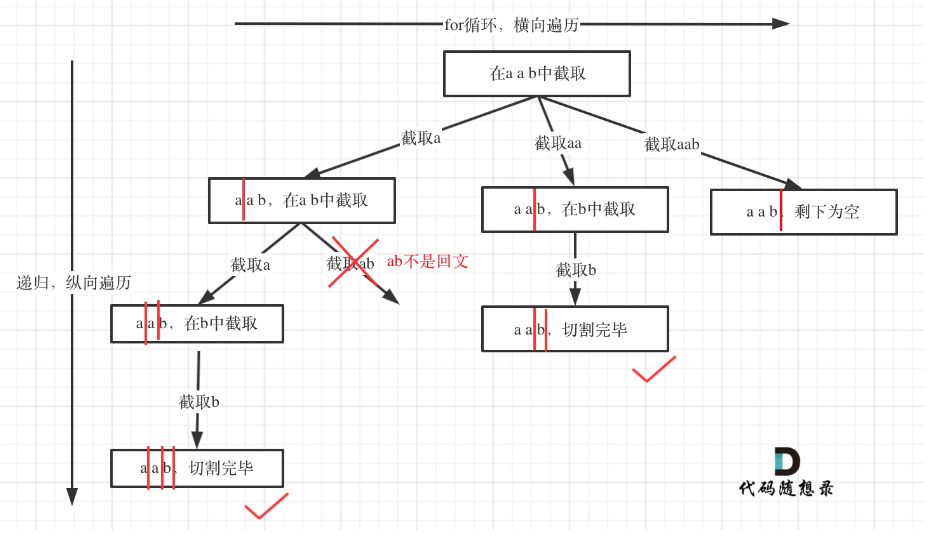 for循环，横向遍历
在a a b中截取
截取a
截取aa
截取aab
a a b，在a b中截取
a a b，在b中截取
a a b，剩下为空
递归，纵向遍历
截取a
截取ab
ab不是回文
截取b
a a b，在b中截取
a a b，切割完毕
截取b
a a b，切割完毕
代码随想录